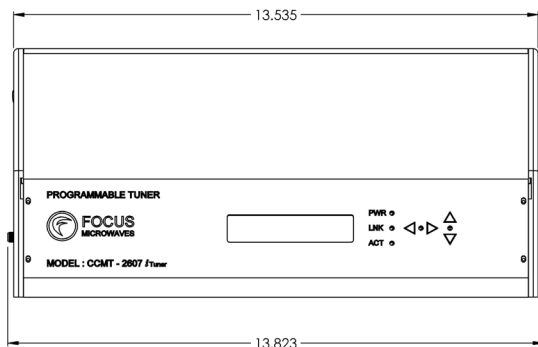 13.535
PROGRAMMABLE TUNER
FOCUS
MICROWAVES
PWR
LNK
ACT
MODEL : CCMT - 2607 iTuner
13.823